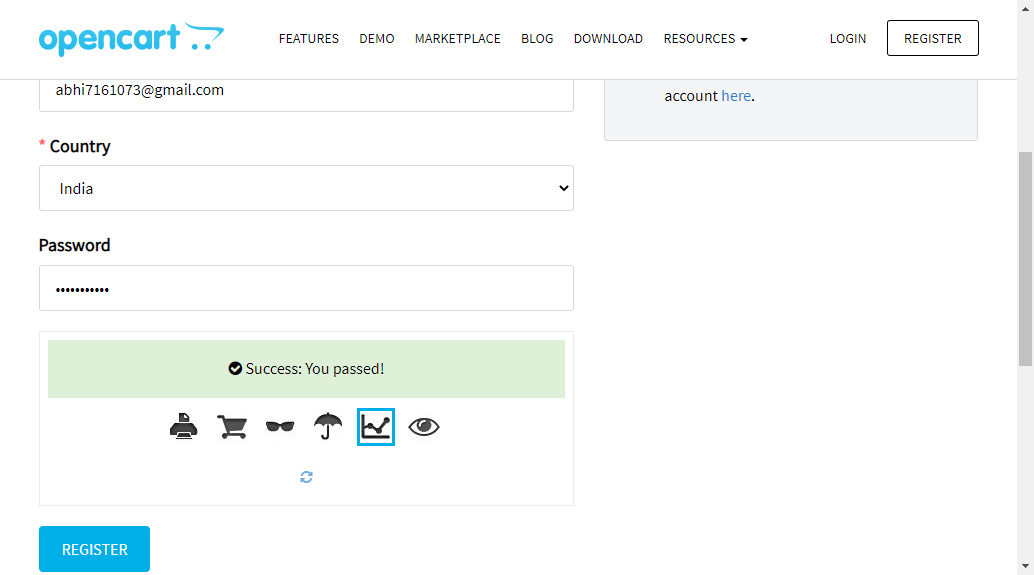 opencart
FEATURES DEMO MARKETPLACE BLOG DOWNLOAD RESOURCES LOGIN REGISTER
abhi7161073@gmail.com
account here.
* Country
India
Password
•••••••••••
Success: You passed!
REGISTER